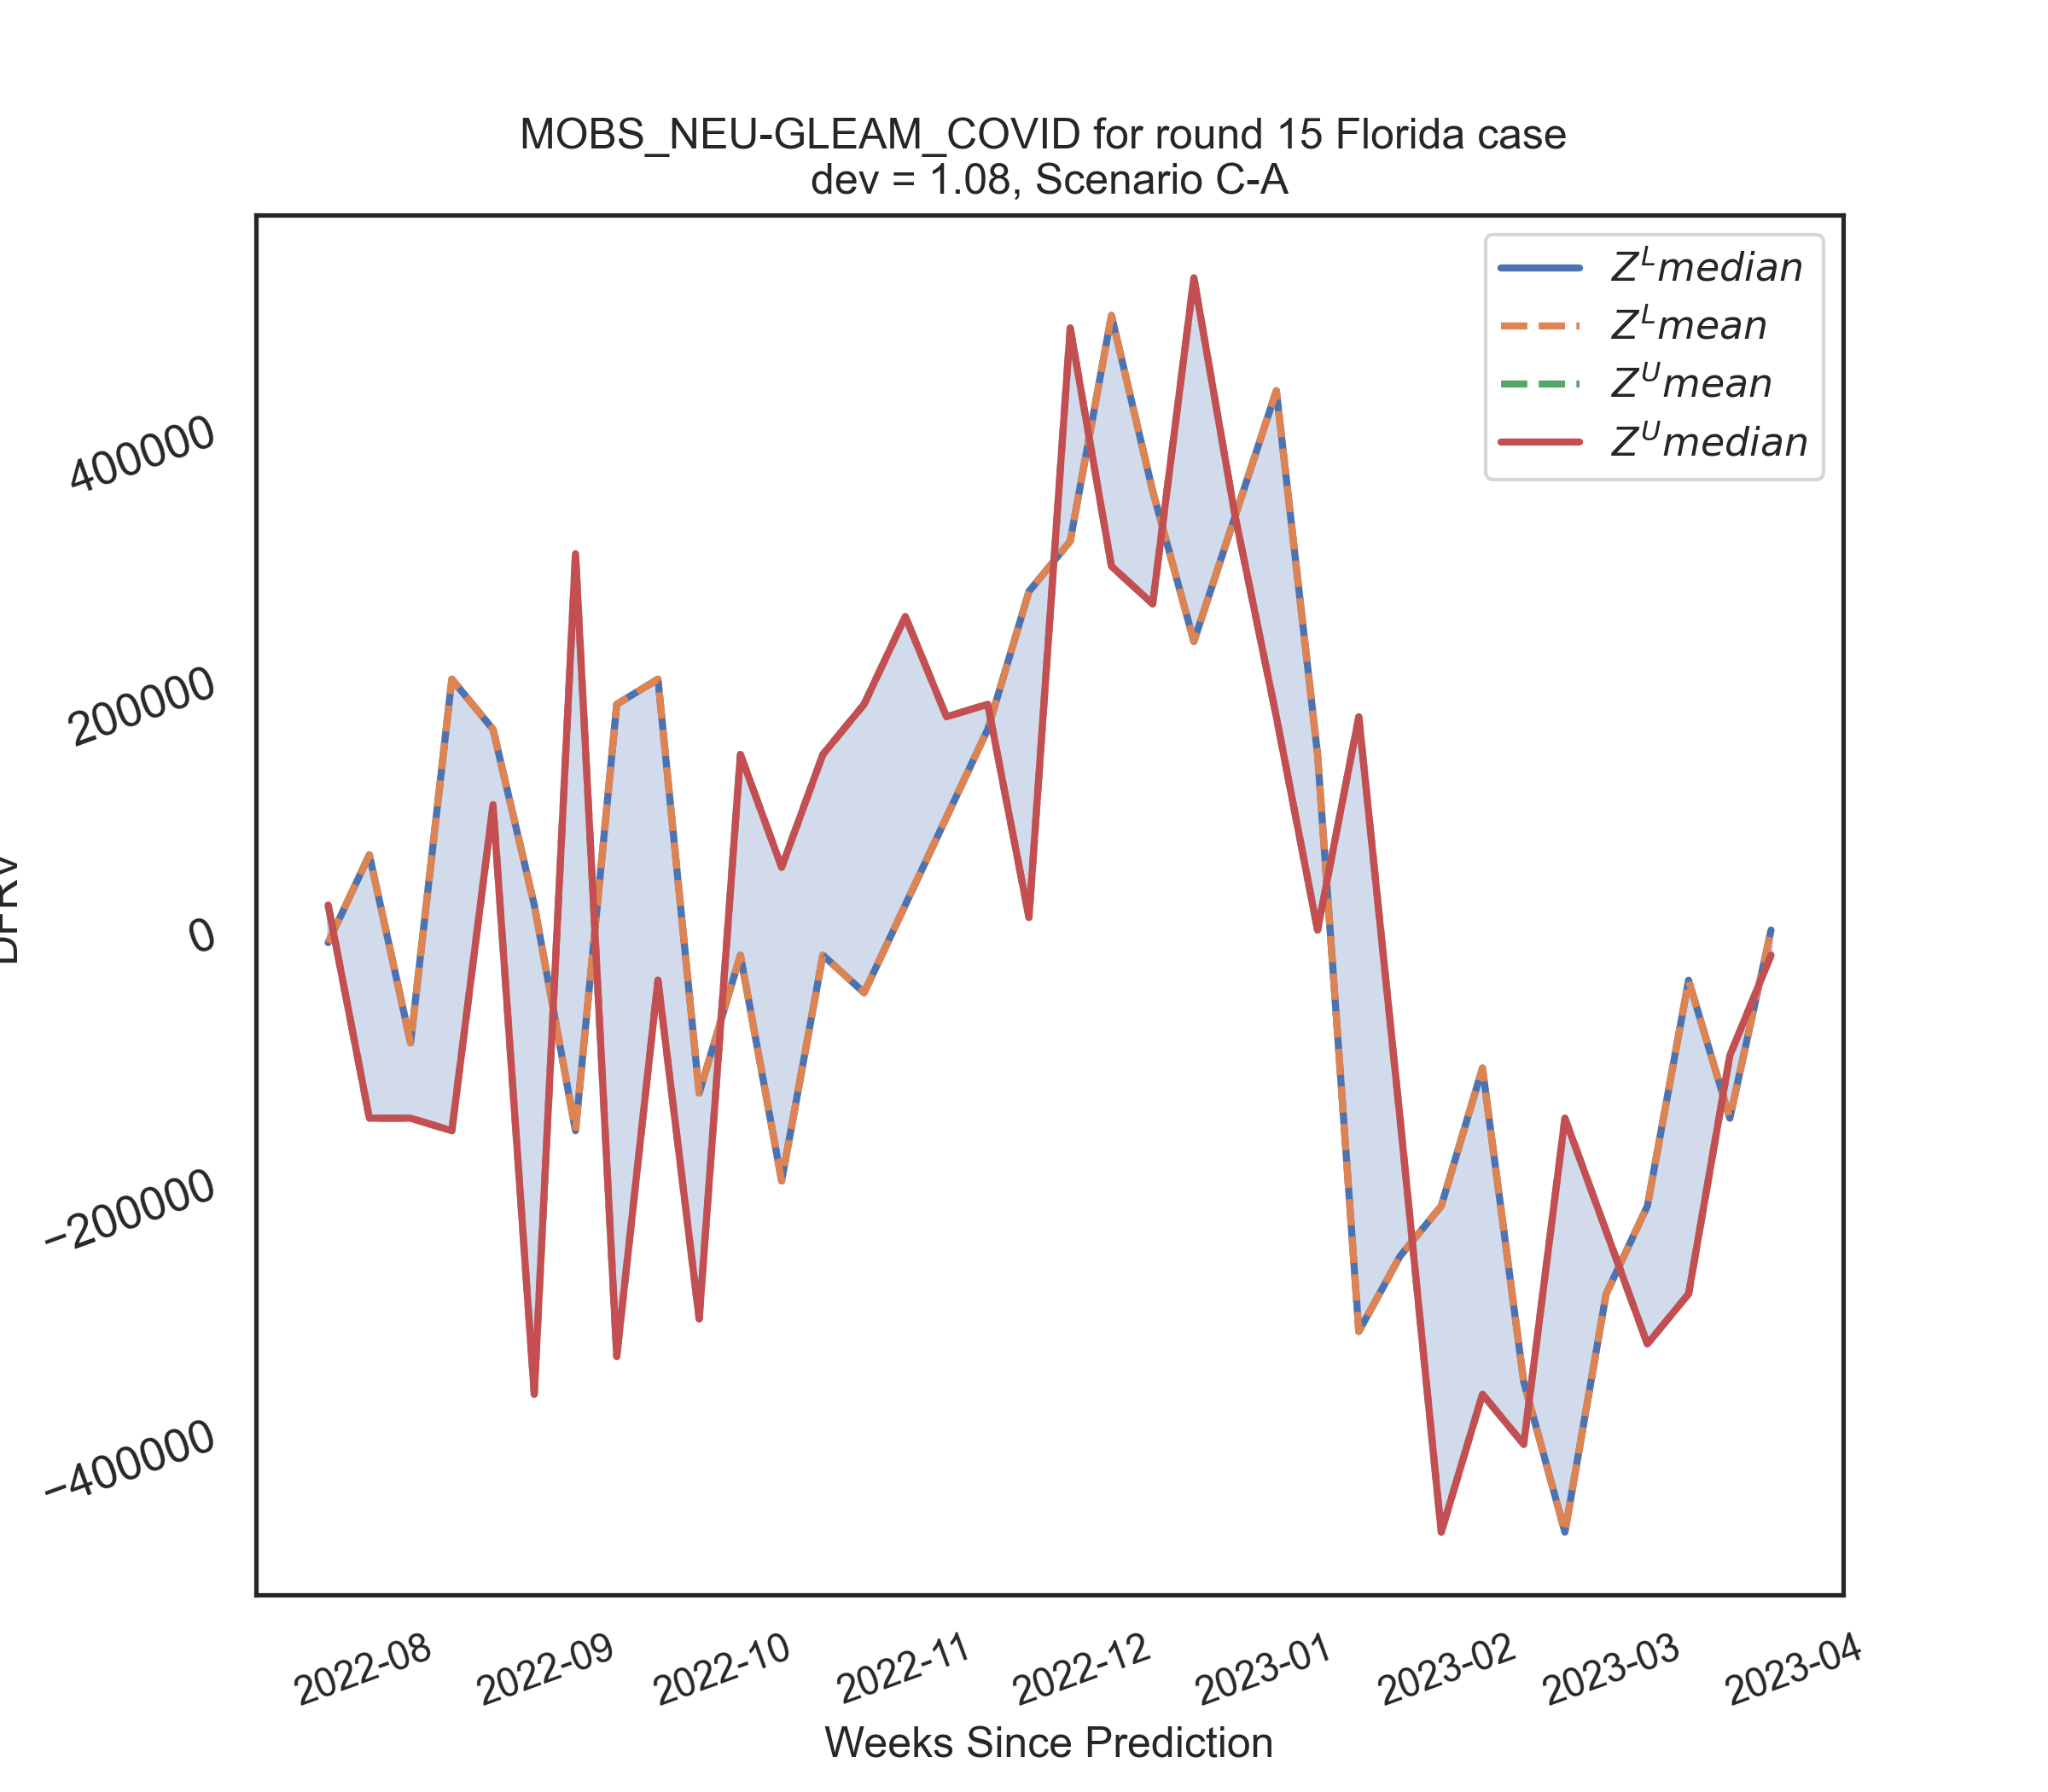 MOBS_NEU-GLEAM_COVID for round 15 Florida case
dev = 1.08, Scenario C-A
Z^L median
Z^L mean
Z^U mean
Z^U median
400000
200000
0
−200000
−400000
2022-08
2022-09
2022-10
2022-11
2022-12
2023-01
2023-02
2023-03
2023-04
Weeks Since Prediction